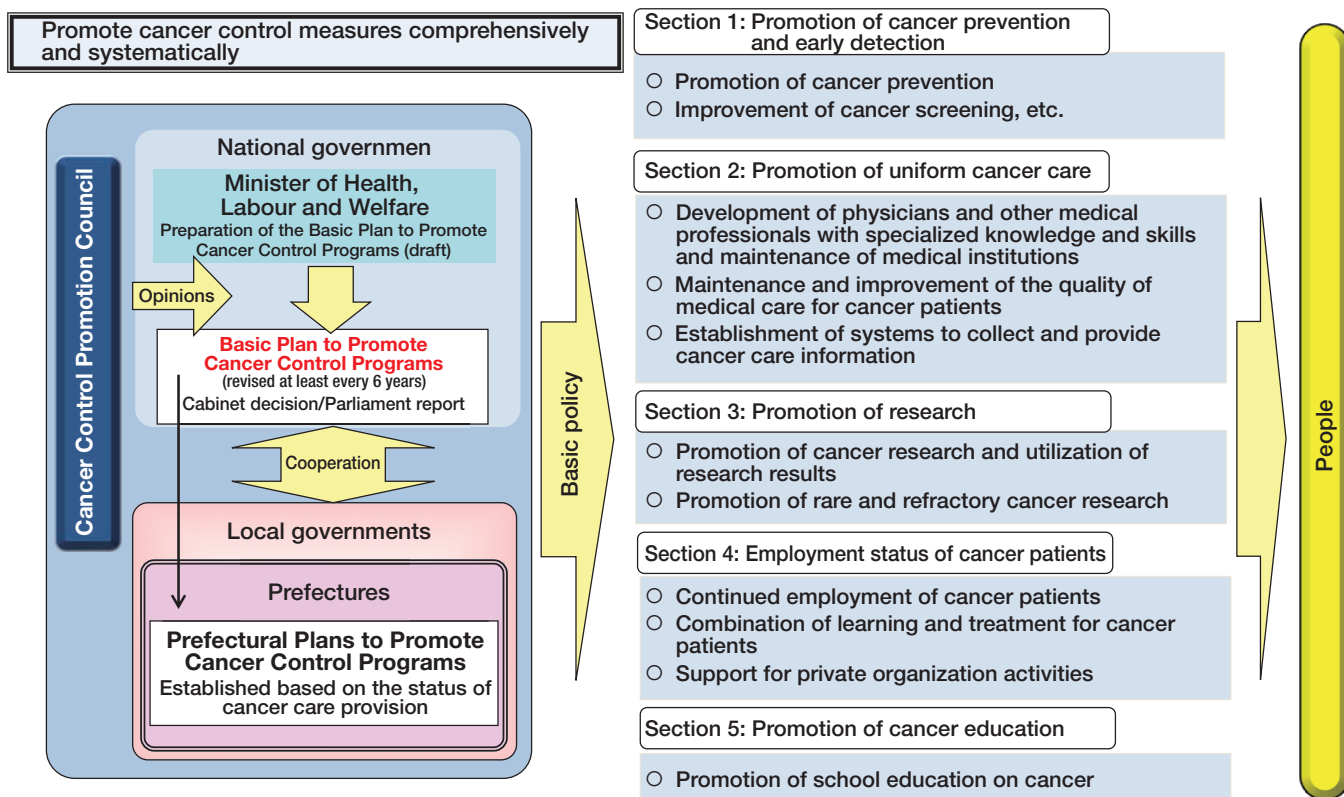 Promote cancer control measures comprehensively
and systematically
Cancer Control Promotion Council
National governmen
Minister of Health,
Labour and Welfare
Preparation of the Basic Plan to Promote
Cancer Control Programs (draft)
Opinions
Basic Plan to Promote
Cancer Control Programs
(revised at least every 6 years)
Cabinet decision/Parliament report
Cooperation
Local governments
Prefectures
Prefectural Plans to Promote
Cancer Control Programs
Established based on the status of
cancer care provision
Basic policy
Section 1: Promotion of cancer prevention
and early detection
○ Promotion of cancer prevention
○ Improvement of cancer screening, etc.
Section 2: Promotion of uniform cancer care
○ Development of physicians and other medical
professionals with specialized knowledge and skills
and maintenance of medical institutions
○ Maintenance and improvement of the quality of
medical care for cancer patients
○ Establishment of systems to collect and provide
cancer care information
Section 3: Promotion of research
○ Promotion of cancer research and utilization of
research results
○ Promotion of rare and refractory cancer research
Section 4: Employment status of cancer patients
○ Continued employment of cancer patients
○ Combination of learning and treatment for cancer
patients
○ Support for private organization activities
Section 5: Promotion of cancer education
○ Promotion of school education on cancer
People